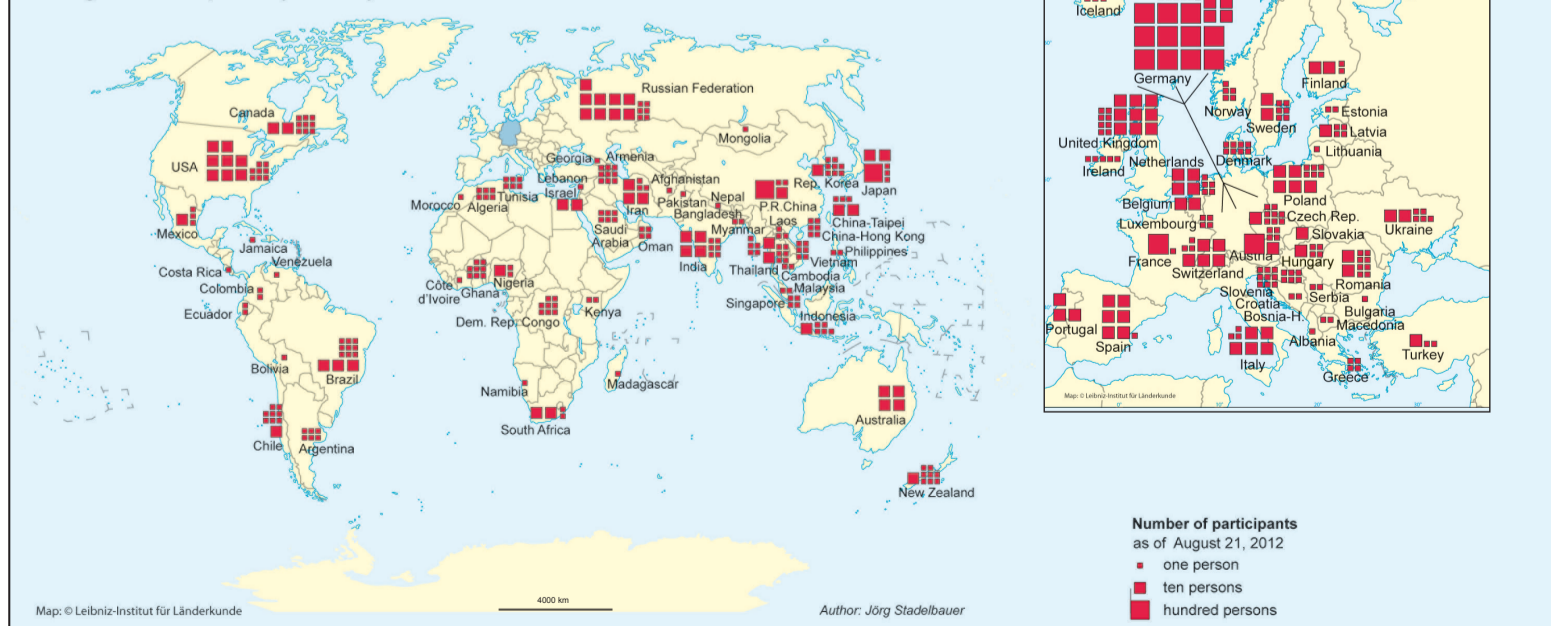 Canada
USA
Mexico
Jamaica
Venezuela
Costa Rica
Colombia
Ecuador
Bolivia
Brazil
Chile
Argentina
Russian Federation
Mongolia
Georgia
Armenia
Lebanon
Israel
Afghanistan
Tunisia
Algeria
Morocco
Iran
Pakistan
Nepal
Bangladesh
P.R.China
Rep. Korea
Japan
Saudi
Arabia
Oman
India
Myanmar
Laos
China-Taipei
China-Hong Kong
Philippines
Vietnam
Thailand
Cambodia
Malaysia
Singapore
Indonesia
Côte
d'Ivoire
Ghana
Nigeria
Dem. Rep. Congo
Kenya
Namibia
Madagascar
South Africa
Australia
New Zealand
4000 km
Map: © Leibniz-Institut für Länderkunde
Author: Jörg Stadelbauer
Iceland
Germany
Finland
Norway
Sweden
Estonia
Latvia
Lithuania
United Kingdom
Ireland
Netherlands
Denmark
Belgium
Poland
Luxembourg
Czech Rep.
Ukraine
Slovakia
France
Austria
Hungary
Switzerland
Romania
Slovenia
Croatia
Serbia
Bosnia-H.
Bulgaria
Macedonia
Portugal
Spain
Albania
Italy
Turkey
Greece
Map: © Leibniz-Institut für Länderkunde
0°
10°
20°
30°
Number of participants
as of August 21, 2012
one person
ten persons
hundred persons